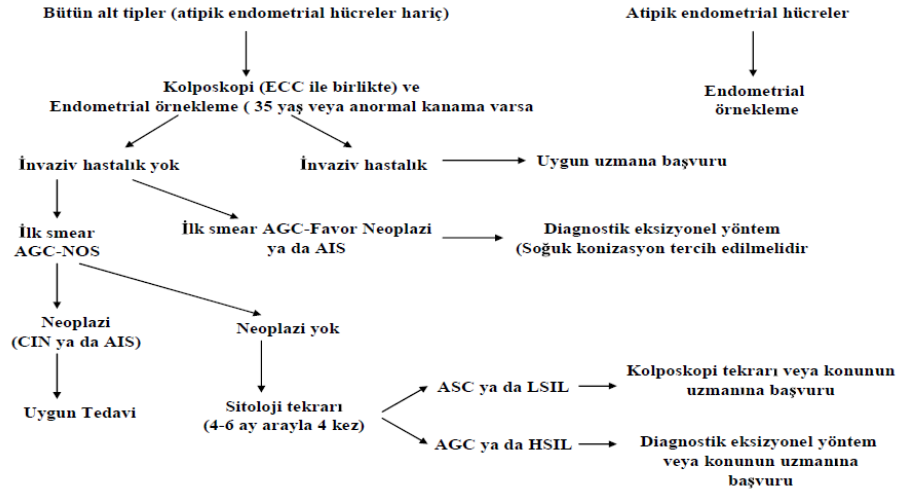 Bütün alt tipler (atipik endometrial hücreler hariç)
Atipik endometrial hücreler
Kolposkopi (ECC ile birlikte) ve
Endometrial örnekleme ( 35 yaş veya anormal kanama varsa
Endometrial
örnekleme
İnvaziv hastalık yok
İnvaziv hastalık
Uygun uzmana başvuru
İlk smear
AGC-NOS
İlk smear AGC-Favor Neoplazi
ya da AIS
Diagnostik eksizyonel yöntem
(Soğuk konizasyon tercih edilmelidir
Neoplazi
(CIN ya da AIS)
Neoplazi yok
Uygun Tedavi
Sitoloji tekrarı
(4-6 ay arayla 4 kez)
ASC ya da LSIL
Kolposkopi tekrarı veya konunun
uzmanına başvuru
AGC ya da HSIL
Diagnostik eksizyonel yöntem
veya konunun uzmanına
başvuru